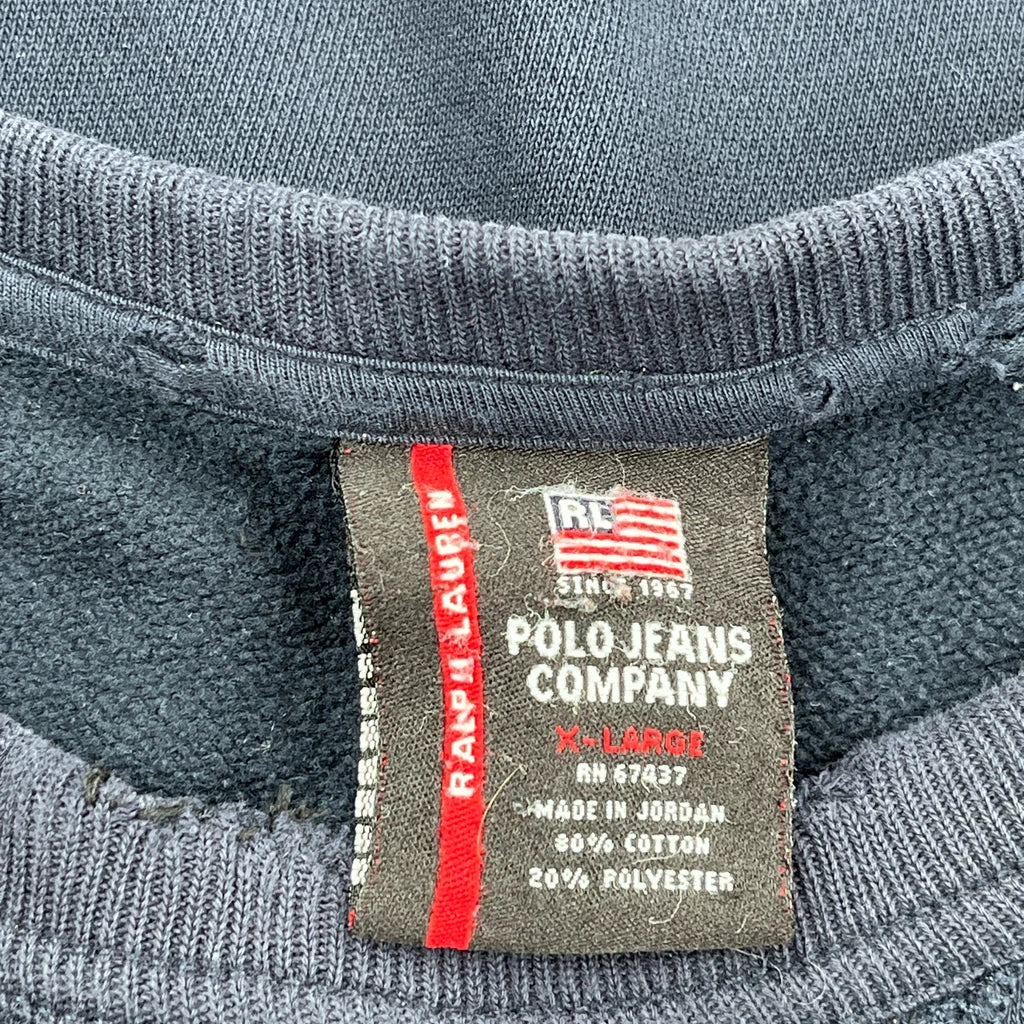 RALPH LAUREN
RL
SINCE 1967
POLO JEANS
COMPANY
X-LARGE
RN 67437
MADE IN JORDAN
80% COTTON
20% POLYESTER